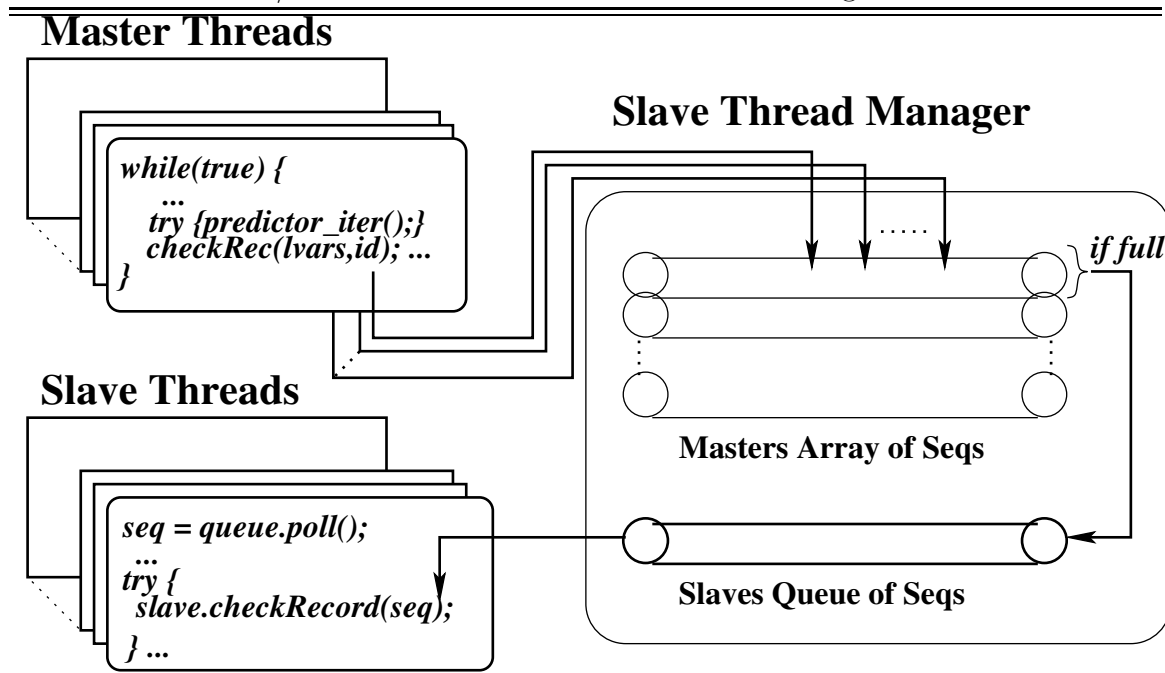 Master Threads
Slave Thread Manager
while(true) {
...
try {predictor_iter();}
checkRec(lvars,id); ...
}
.....
if full
Masters Array of Seqs
Slave Threads
seq = queue.poll();
...
try {
slave.checkRecord(seq);
} ...
Slaves Queue of Seqs